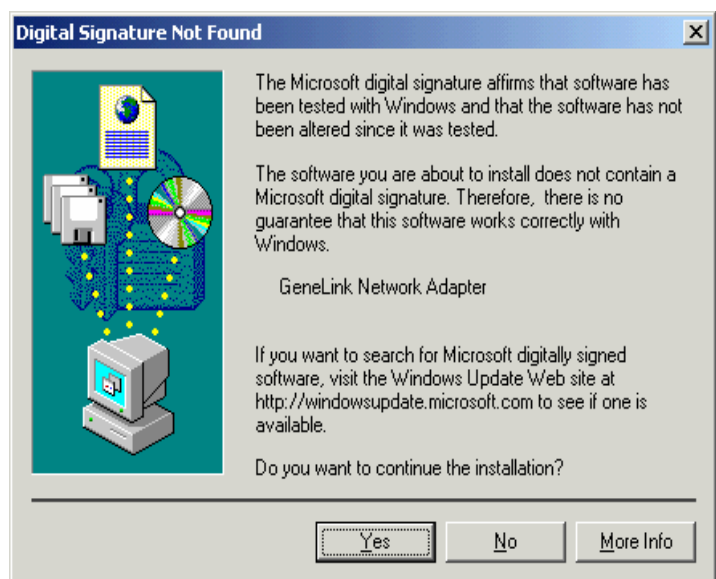 Digital Signature Not Found
The Microsoft digital signature affirms that software has
been tested with Windows and that the software has not
been altered since it was tested.
The software you are about to install does not contain a
Microsoft digital signature. Therefore,  there is no
guarantee that this software works correctly with
Windows.
GeneLink Network Adapter
If you want to search for Microsoft digitally signed
software, visit the Windows Update Web site at
http://windowsupdate.microsoft.com to see if one is
available.
Do you want to continue the installation?
Yes No More Info